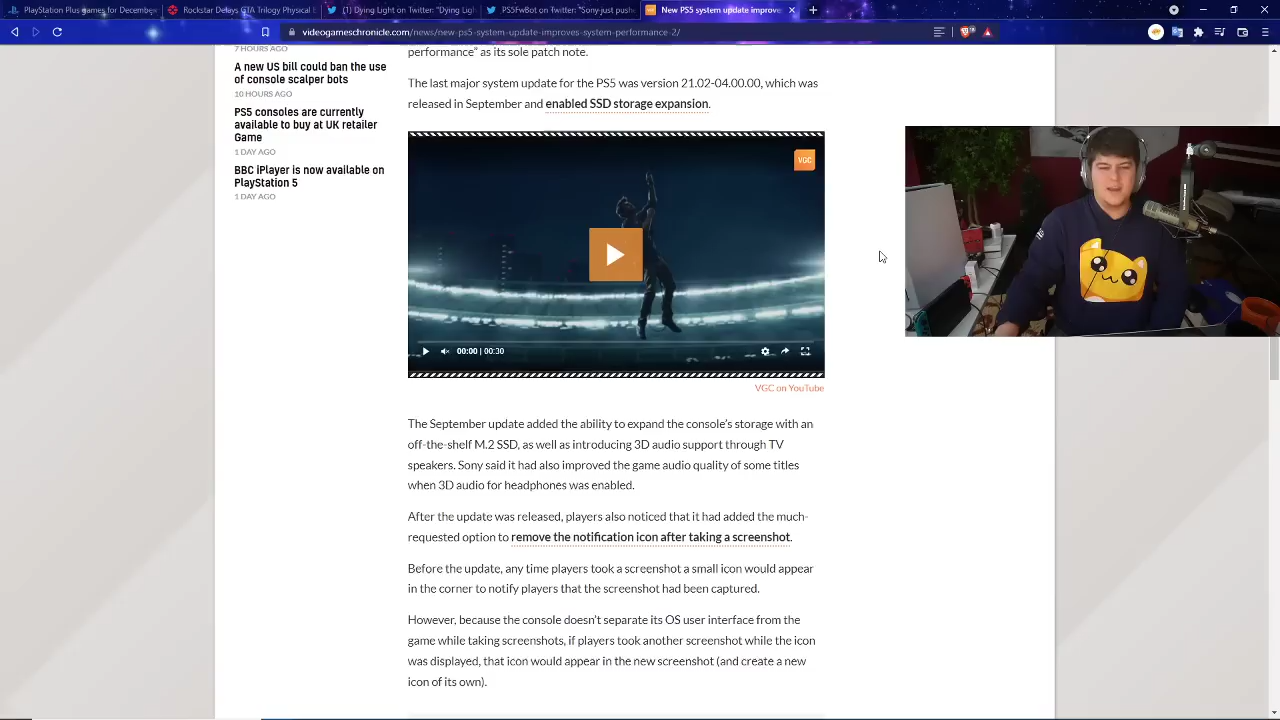 PlayStation Plus games for Decembe
Rockstar Delays GTA Trilogy Physical
(1) Dying Light on Twitter: "Dying Ligh
PS5FwBot on Twitter: "Sony just push
New PS5 system update improve
videogameschronicle.com/news/new-ps5-system-update-improves-system-performance-2/
7 HOURS AGO
A new US bill could ban the use
of console scalper bots
10 HOURS AGO
PS5 consoles are currently
available to buy at UK retailer
Game
1 DAY AGO
BBC iPlayer is now available on
PlayStation 5
1 DAY AGO
performance” as its sole patch note.
The last major system update for the PS5 was version 21.02-04.00.00, which was
released in September and enabled SSD storage expansion.
VGC
00:00 | 00:30
VGC on YouTube
The September update added the ability to expand the console’s storage with an
off-the-shelf M.2 SSD, as well as introducing 3D audio support through TV
speakers. Sony said it had also improved the game audio quality of some titles
when 3D audio for headphones was enabled.
After the update was released, players also noticed that it had added the much-
requested option to remove the notification icon after taking a screenshot.
Before the update, any time players took a screenshot a small icon would appear
in the corner to notify players that the screenshot had been captured.
However, because the console doesn’t separate its OS user interface from the
game while taking screenshots, if players took another screenshot while the icon
was displayed, that icon would appear in the new screenshot (and create a new
icon of its own).